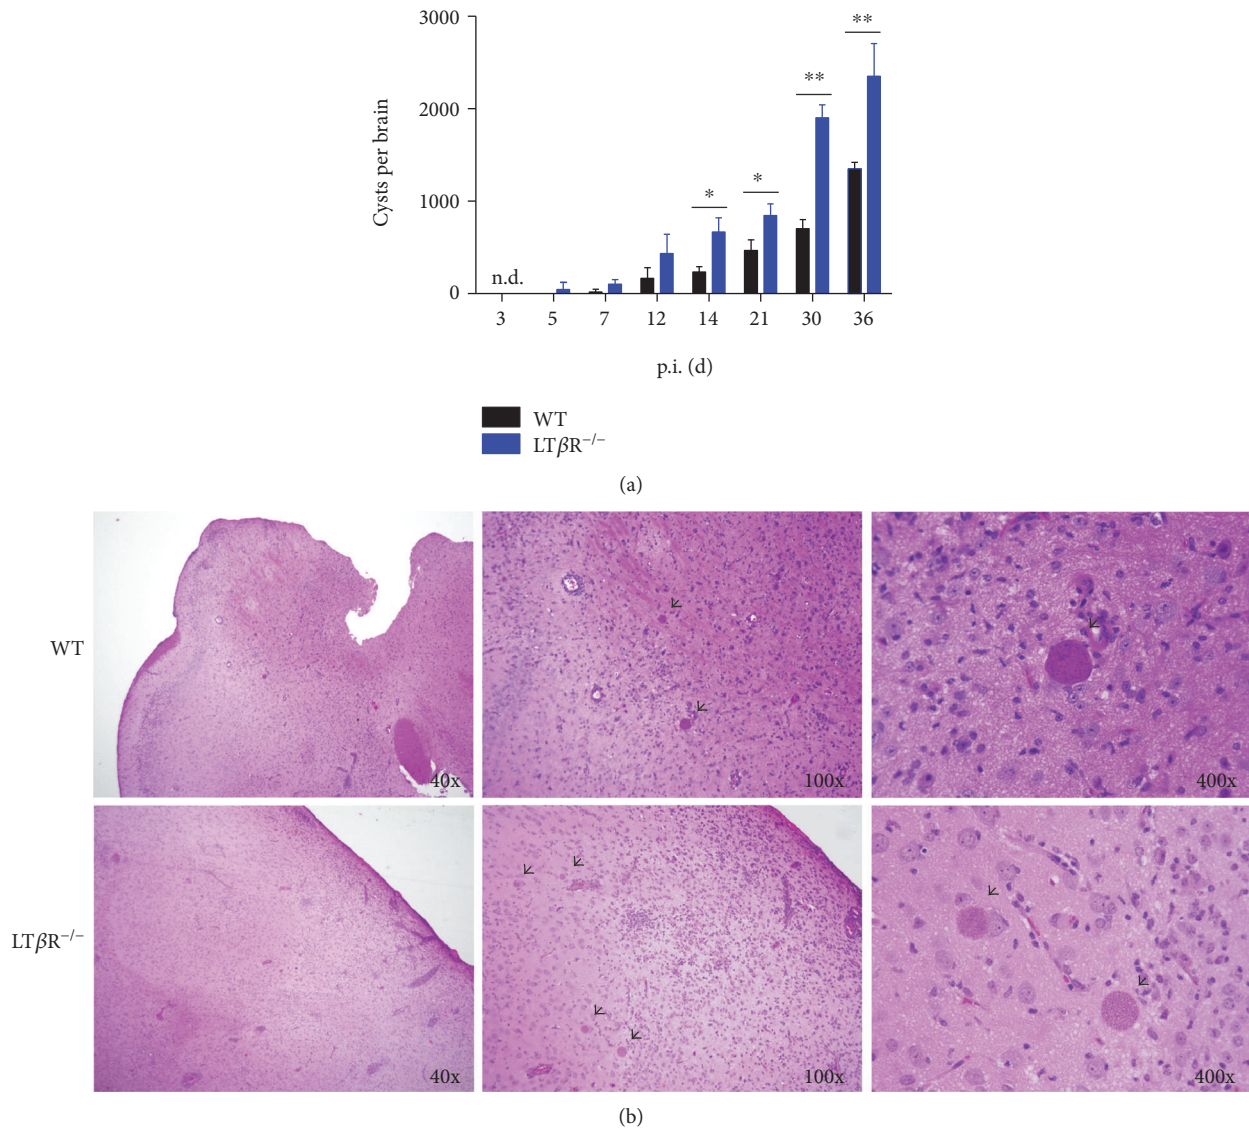 3000
2000
1000
0
Cysts per brain
n.d.
*
*
**
**
3 5 7 12 14 21 30 36
p.i. (d)
WT
LTβR−/−
(a)
WT
40x
100x
400x
LTβR−/−
40x
100x
400x
(b)